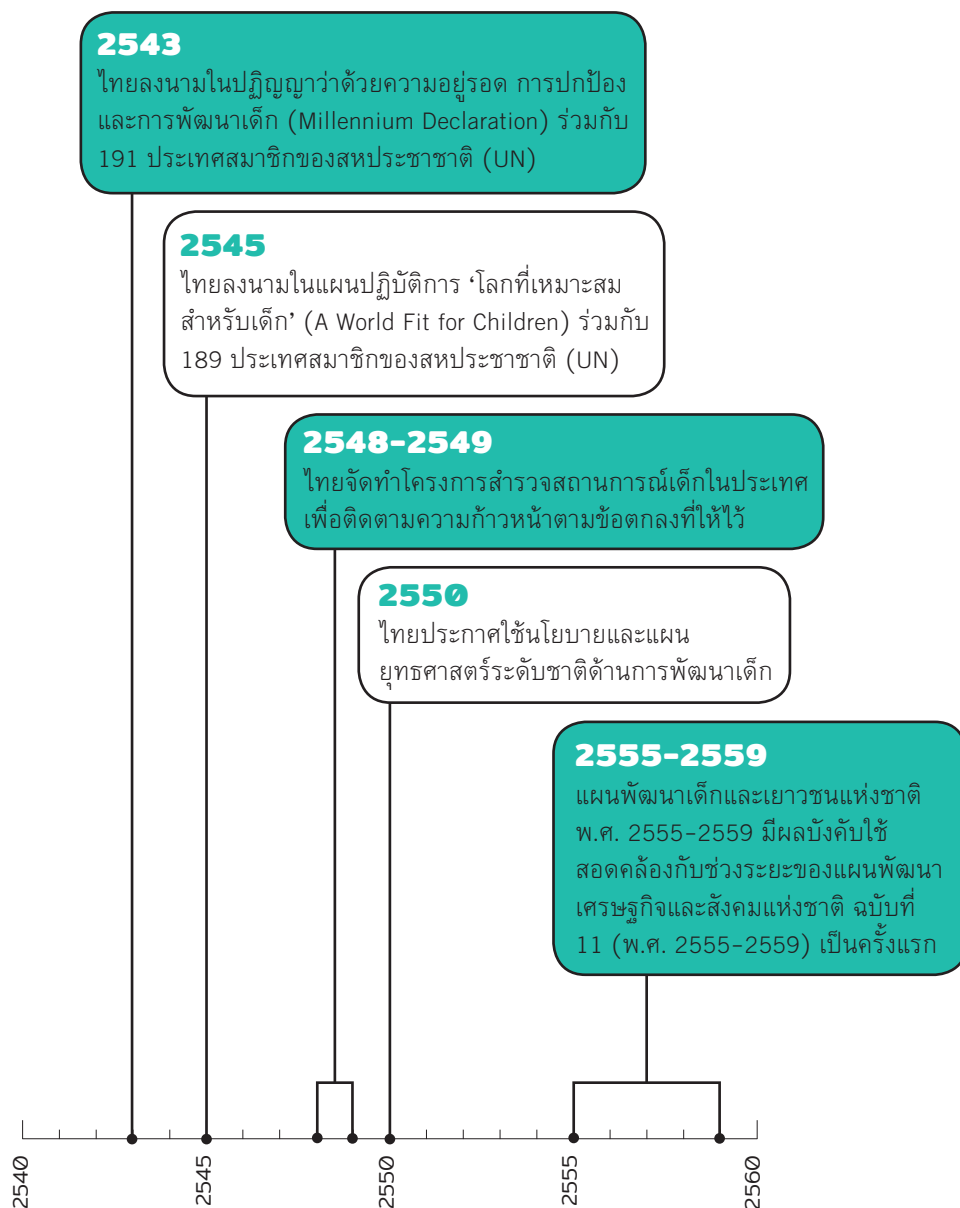 2543
ไทยลงนามในปฏิญญาว่าด้วยความอยู่รอด การปกป้อง
และการพัฒนาเด็ก (Millennium Declaration) ร่วมกับ
191 ประเทศสมาชิกของสหประชาชาติ (UN)
2545
ไทยลงนามในแผนปฏิบัติการ ‘โลกที่เหมาะสม
สำหรับเด็ก’ (A World Fit for Children) ร่วมกับ
189 ประเทศสมาชิกของสหประชาชาติ (UN)
2548-2549
ไทยจัดทำโครงการสำรวจสถานการณ์เด็กในประเทศ
เพื่อติดตามความก้าวหน้าตามข้อตกลงที่ให้ไว้
2550
ไทยประกาศใช้นโยบายและแผน
ยุทธศาสตร์ระดับชาติด้านการพัฒนาเด็ก
2555-2559
แผนพัฒนาเด็กและเยาวชนแห่งชาติ
พ.ศ. 2555-2559 มีผลบังคับใช้
สอดคล้องกับช่วงระยะของแผนพัฒนา
เศรษฐกิจและสังคมแห่งชาติ ฉบับที่
11 (พ.ศ. 2555-2559) เป็นครั้งแรก
2540
2545
2550
2555
2560